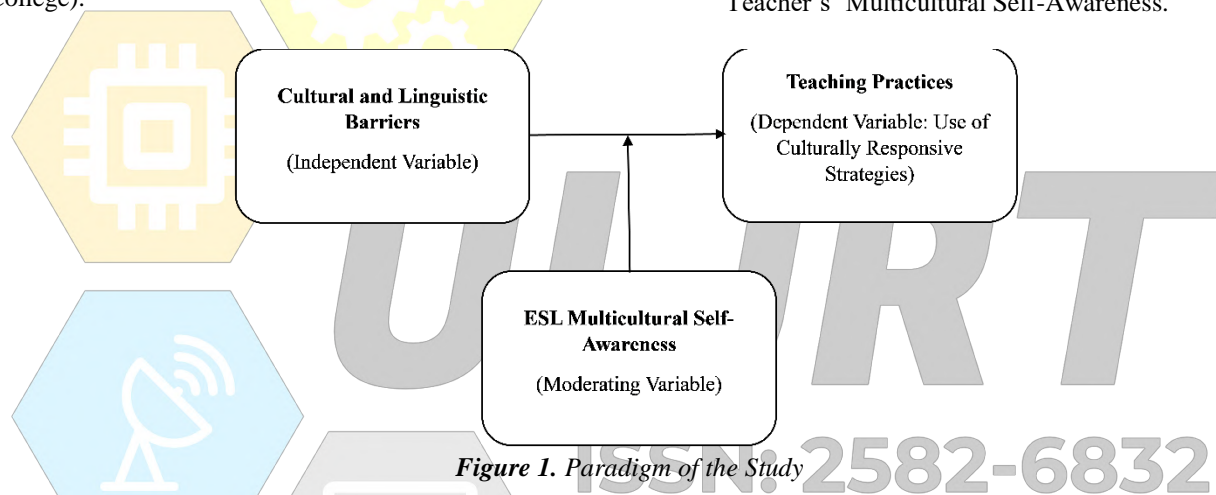 college).
Teacher's Multicultural Self-Awareness.
Cultural and Linguistic
Barriers
(Independent Variable)
Teaching Practices
(Dependent Variable: Use of
Culturally Responsive
Strategies)
ESL Multicultural Self-
Awareness
(Moderating Variable)
Figure 1. Paradigm of the Study
ISSN: 2582-6832